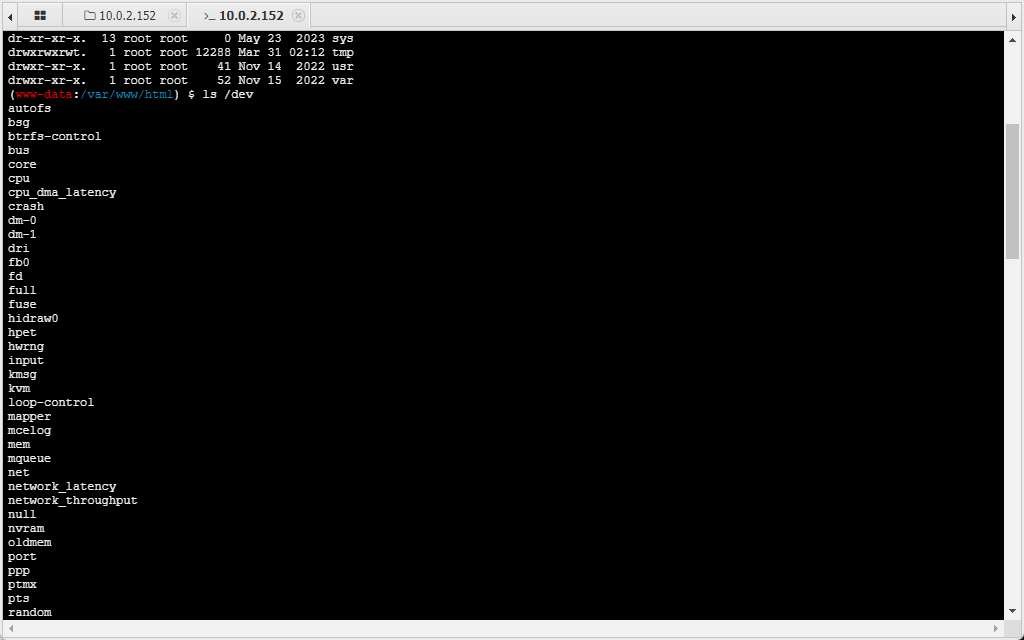 10.0.2.152 >_ 10.0.2.152
dr-xr-xr-x.  13 root root     0 May 23  2023 sys
drwxrwxrwt.   1 root root 12288 Mar 31 02:12 tmp
drwxr-xr-x.   1 root root    41 Nov 14  2022 usr
drwxr-xr-x.   1 root root    52 Nov 15  2022 var
(www-data:/var/www/html) $ ls /dev
autofs
bsg
btrfs-control
bus
core
cpu
cpu_dma_latency
crash
dm-0
dm-1
dri
fb0
fd
full
fuse
hidraw0
hpet
hwrng
input
kmsg
kvm
loop-control
mapper
mcelog
mem
mqueue
net
network_latency
network_throughput
null
nvram
oldmem
port
ppp
ptmx
pts
random